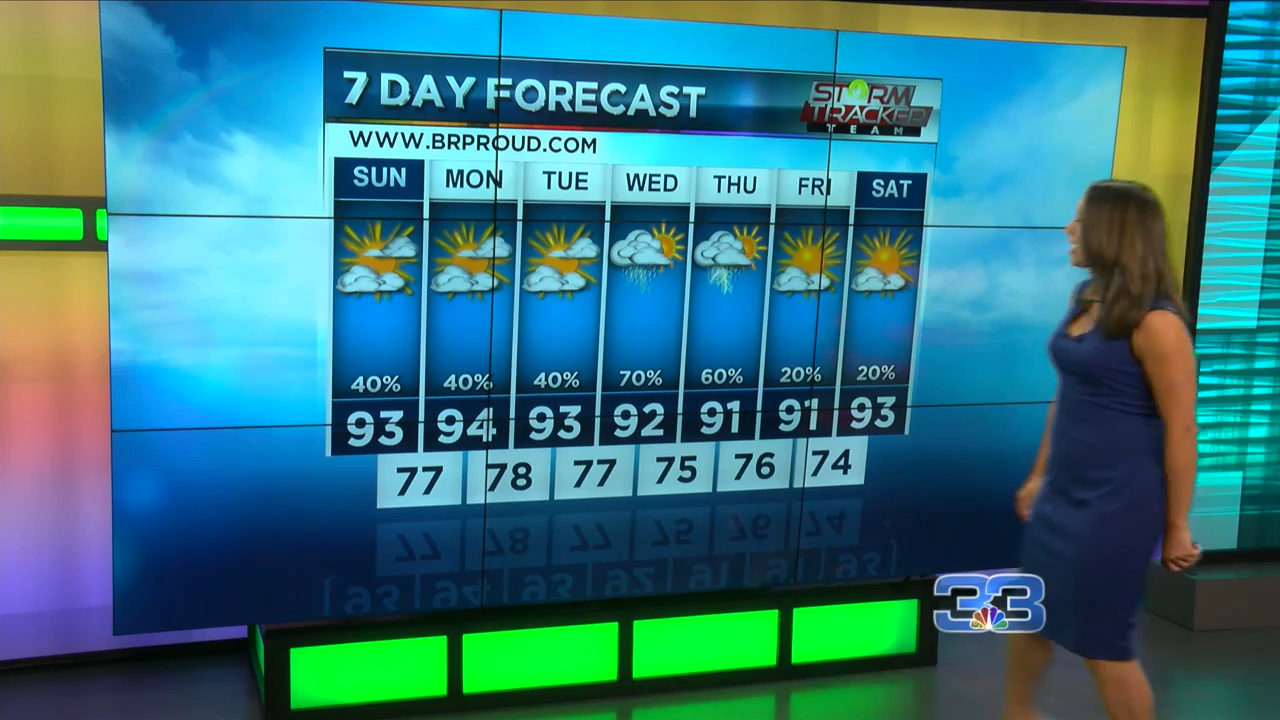 7 DAY FORECAST
STORM
TRACKER
TEAM
WWW.BRPROUD.COM
SUN MON TUE WED THU FRI SAT
40% 40% 40% 70% 60% 20% 20%
93 94 93 92 91 91 93
77 78 77 75 76 74
33